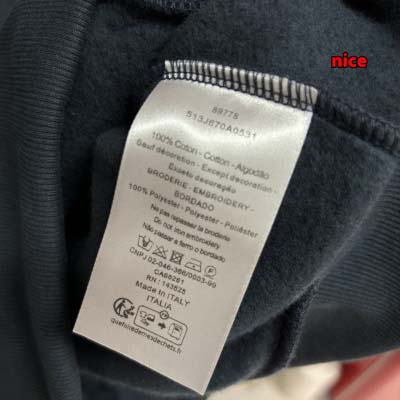 nice
89778
513J670A0531
100% Coton - Cotton - Algodão
Sauf décoration - Except decoration -
Exceto decoração
BRODERIE - EMBROIDERY -
BORDADO
100% Polyester - Polyester - Poliéster
Ne pas repasser la broderie
Do not iron embroidery
Não passar a ferro o bordado
CNPJ 02-046-366/0003-99
CA66261
RN : 143825
Made in ITALY
ITALIA
quefairedemesdechets.fr